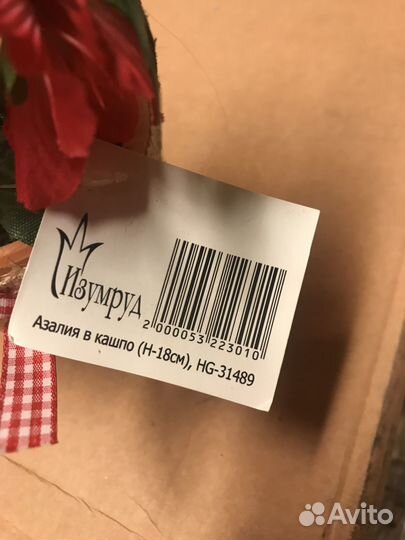 Изумруд
2 000053 223010
Азалия в кашпо (H-18см), HG-31489
Avito